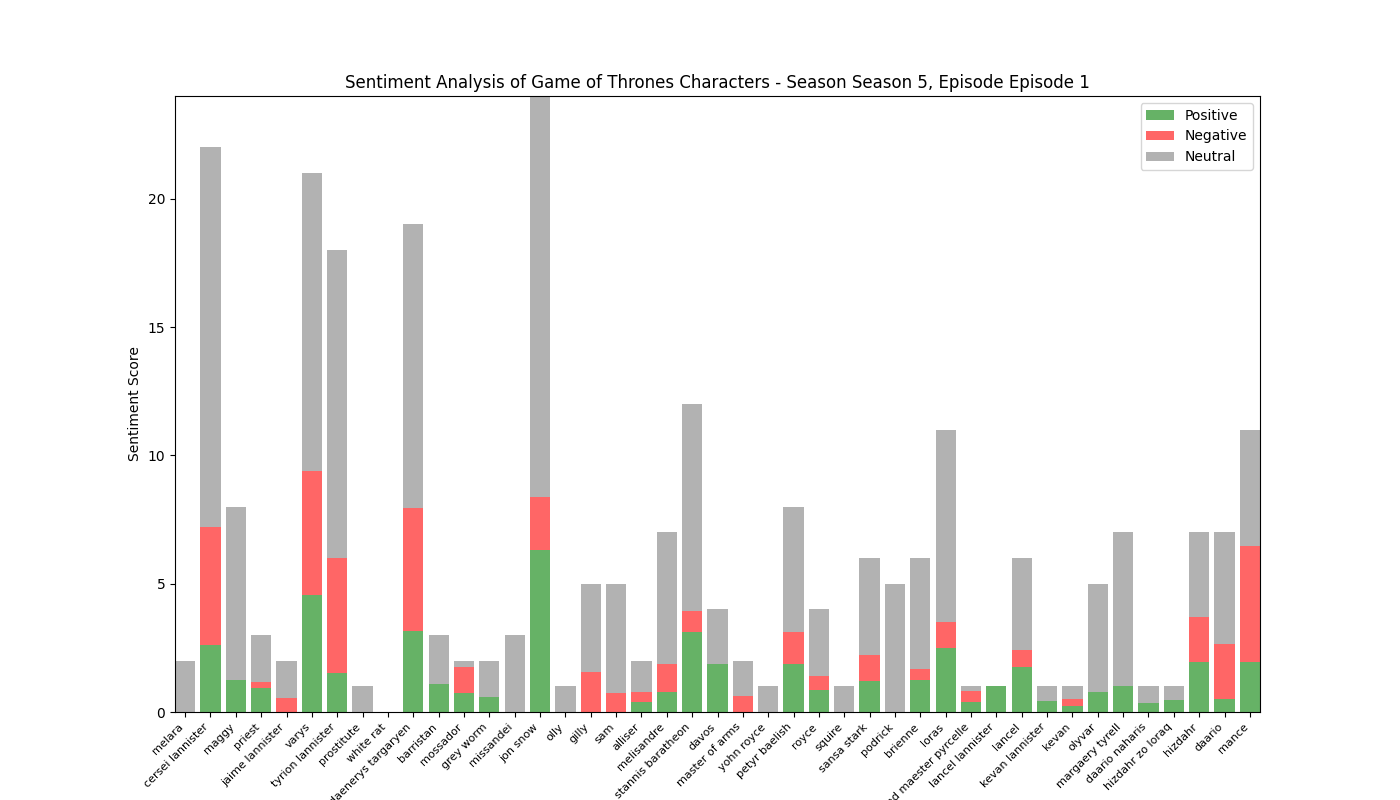 Sentiment Analysis of Game of Thrones Characters - Season Season 5, Episode Episode 1
Positive
Negative
Neutral
Sentiment Score
20
15
10
5
0
melara
cersei lannister
maggy
priest
jaime lannister
varys
tyrion lannister
prostitute
white rat
daenerys targaryen
barristan
mossador
grey worm
missandei
jon snow
olly
gilly
sam
alliser
melisandre
stannis baratheon
davos
master of arms
yohn royce
petyr baelish
royce
squire
sansa stark
podrick
brienne
loras
d maester pyrcelle
lancel lannister
lancel
kevan lannister
kevan
olyvar
margaery tyrell
daario naharis
hizdahr zo loraq
hizdahr
daario
mance